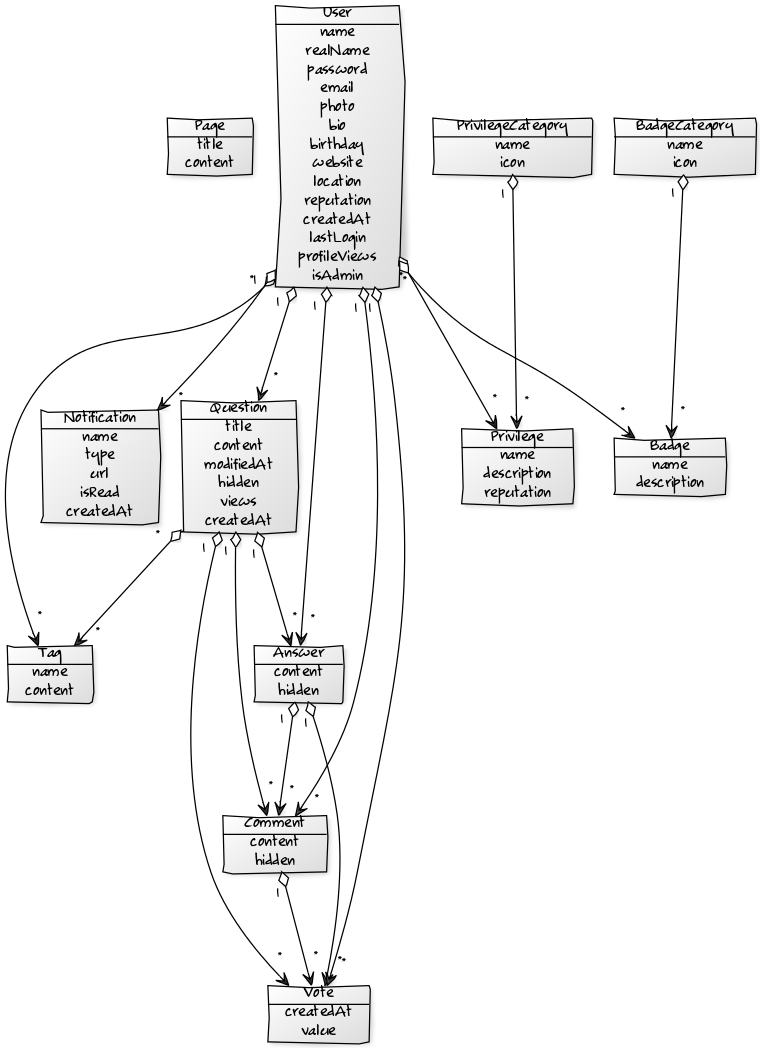 User
name
realName
password
email
photo
bio
birthday
website
location
reputation
createdAt
lastLogin
profileViews
isAdmin
Page
title
content
PrivilegeCategory
name
icon
BadgeCategory
name
icon
1
1
*1
**
1
1
1
1
*
*
*
*
*
*
Notification
name
type
url
isRead
createdAt
Question
title
content
modifiedAt
hidden
views
createdAt
Privilege
name
description
reputation
Badge
name
description
*
1
1
1
*
*
*
*
Tag
name
content
Answer
content
hidden
1
1
*
*
*
Comment
content
hidden
1
*
*
**
Vote
createdAt
value